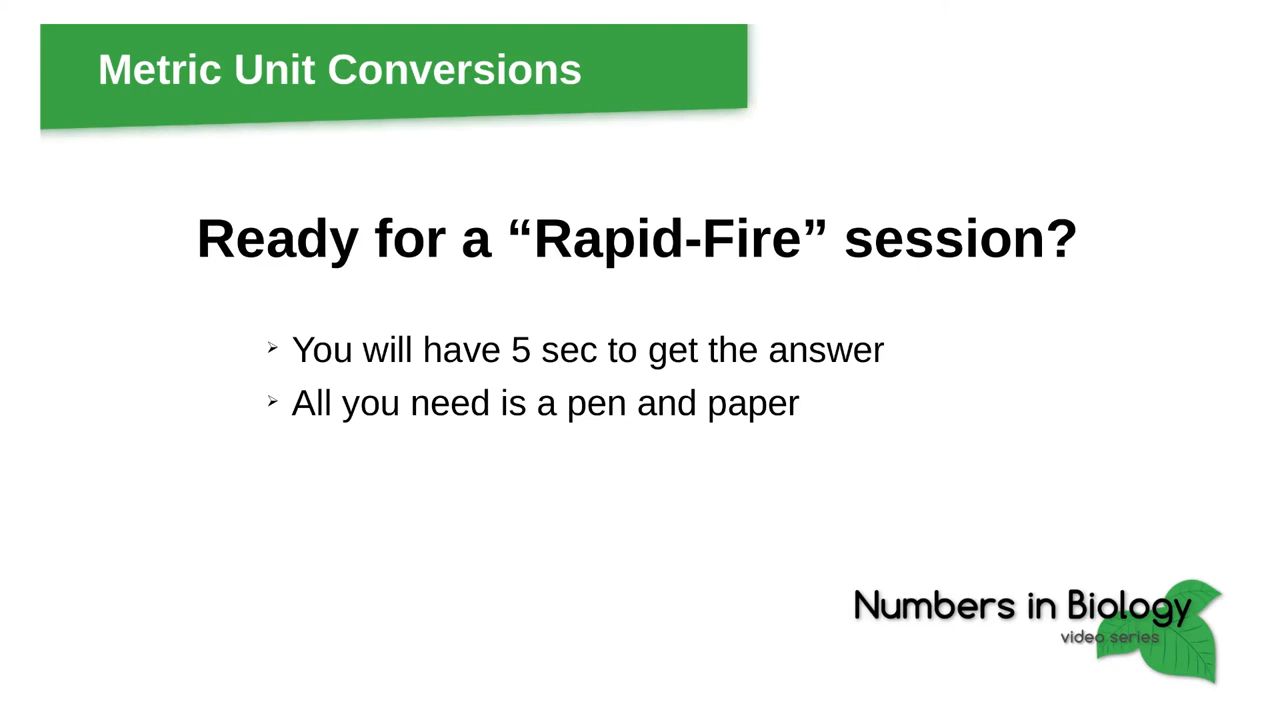 Metric Unit Conversions
Ready for a “Rapid-Fire” session?
➢ You will have 5 sec to get the answer
➢ All you need is a pen and paper
Numbers in Biology
video series